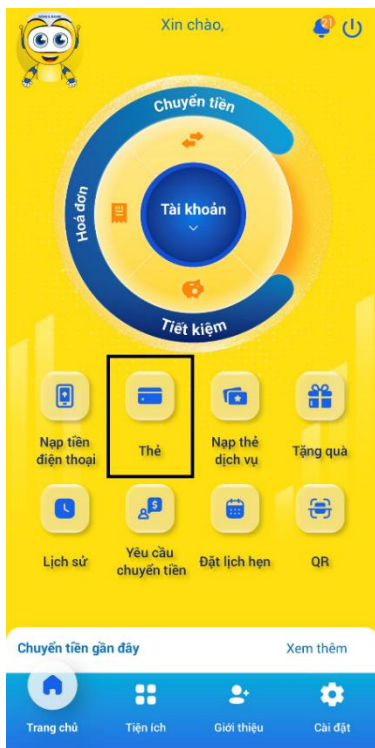 Xin chào,
21
Chuyển tiền
Hoá đơn
Tài khoản
Tiết kiệm
Nạp tiền
điện thoại
Thẻ
Nạp thẻ
dịch vụ
Tặng quà
Lịch sử
Yêu cầu
chuyển tiền
Đặt lịch hẹn
QR
Chuyển tiền gần đây
Xem thêm
Trang chủ
Tiện ích
Giới thiệu
Cài đặt